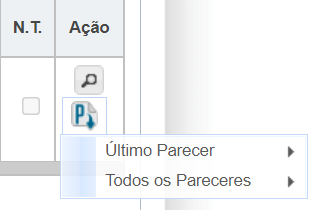 N.T. Ação
P
Último Parecer
Todos os Pareceres